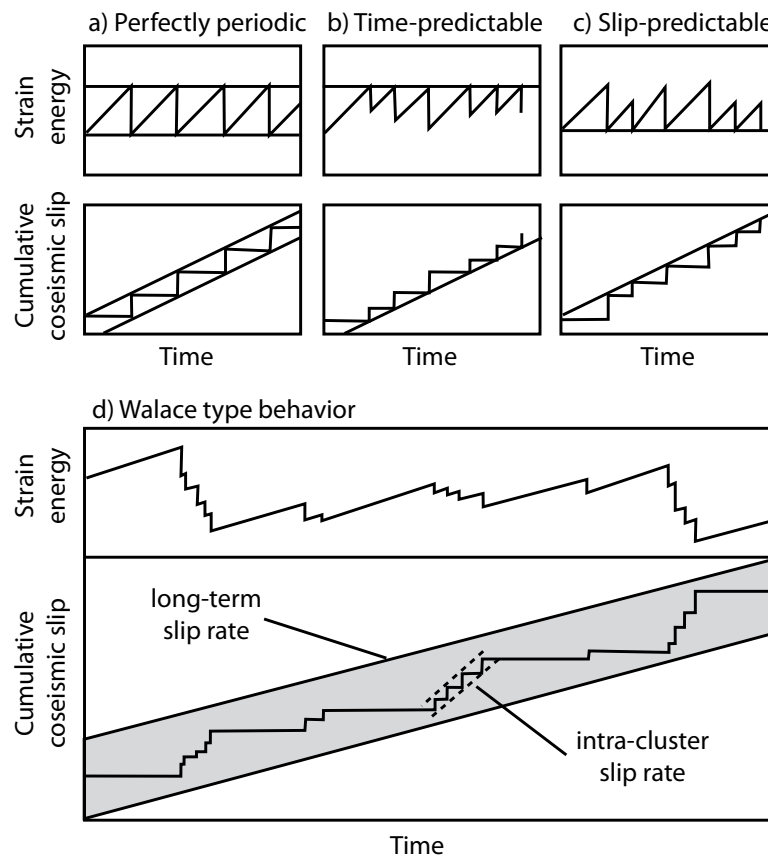 a) Perfectly periodic
b) Time-predictable
c) Slip-predictable
Strain
energy
Cumulative
coseismic slip
Time
Time
Time
d) Walace type behavior
Strain
energy
Cumulative
coseismic slip
long-term
slip rate
intra-cluster
slip rate
Time